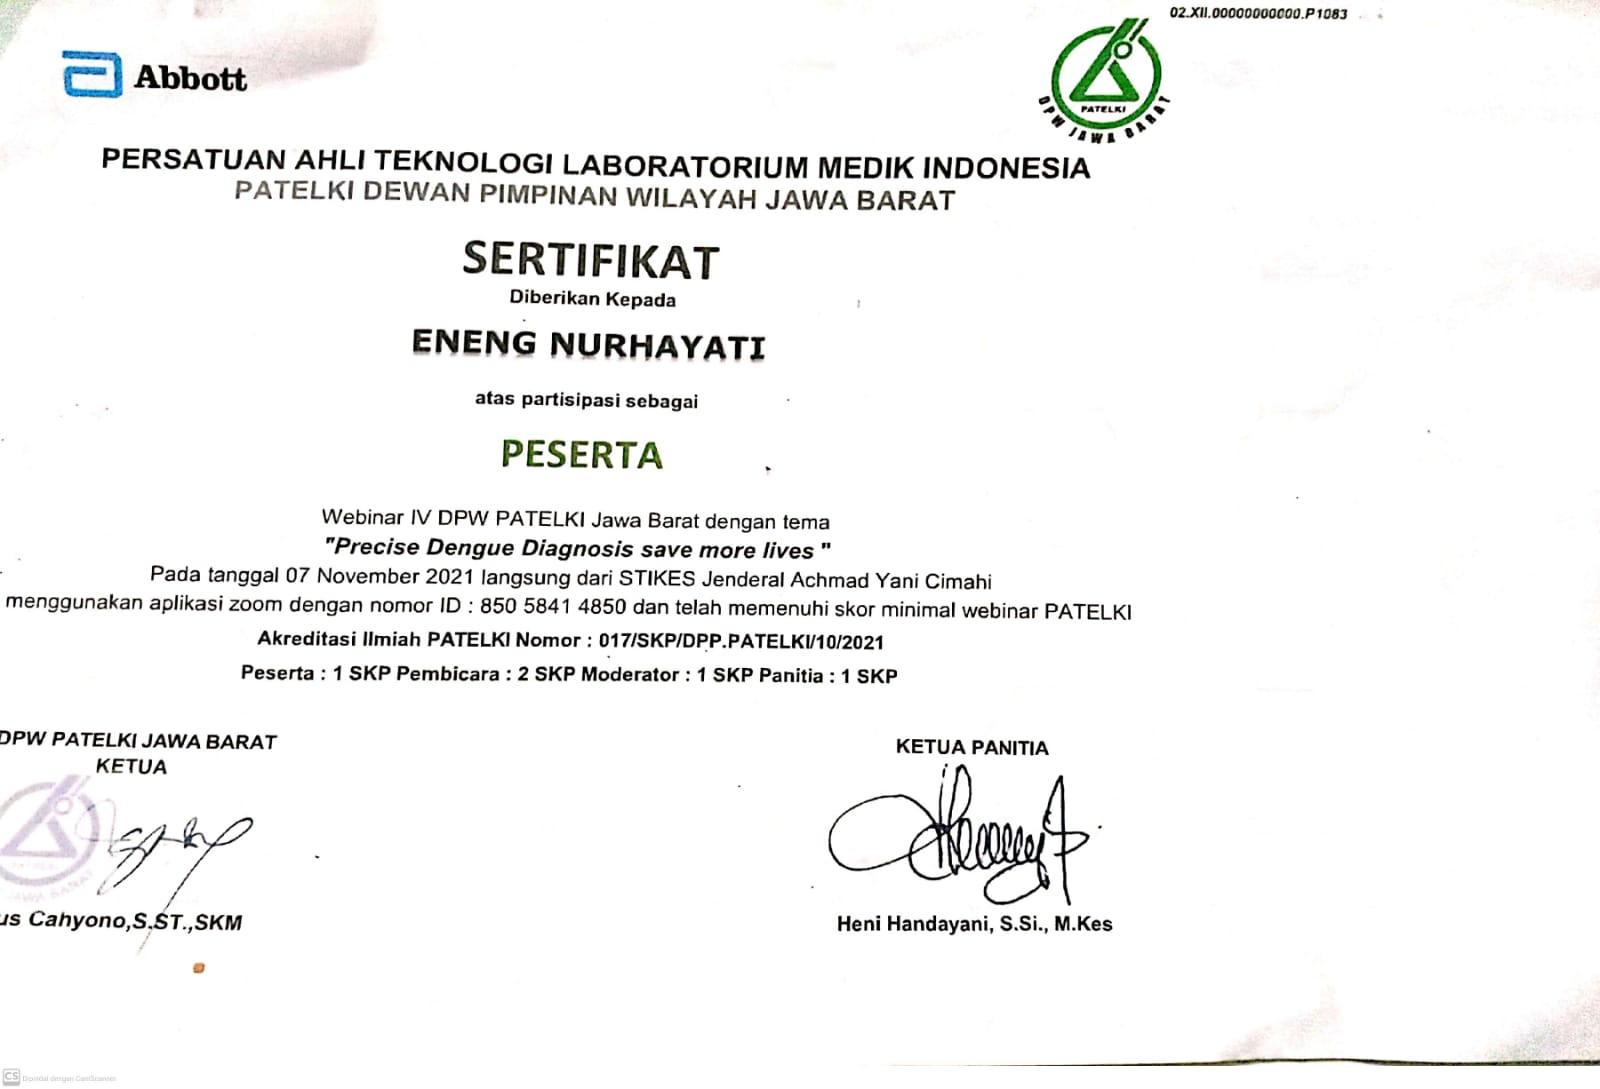 02.XII.00000000000.P1083
Abbott
PATELKI
DPW JAWA BARAT
PERSATUAN AHLI TEKNOLOGI LABORATORIUM MEDIK INDONESIA
PATELKI DEWAN PIMPINAN WILAYAH JAWA BARAT
SERTIFIKAT
Diberikan Kepada
ENENG NURHAYATI
atas partisipasi sebagai
PESERTA
Webinar IV DPW PATELKI Jawa Barat dengan tema
"Precise Dengue Diagnosis save more lives "
Pada tanggal 07 November 2021 langsung dari STIKES Jenderal Achmad Yani Cimahi
menggunakan aplikasi zoom dengan nomor ID : 850 5841 4850 dan telah memenuhi skor minimal webinar PATELKI
Akreditasi Ilmiah PATELKI Nomor : 017/SKP/DPP.PATELKI/10/2021
Peserta : 1 SKP Pembicara : 2 SKP Moderator : 1 SKP Panitia : 1 SKP
DPW PATELKI JAWA BARAT
KETUA
JAWA BARAT
Cahyono,S.ST.,SKM
KETUA PANITIA
Heni Handayani, S.Si., M.Kes
CS Dipindai dengan CamScanner